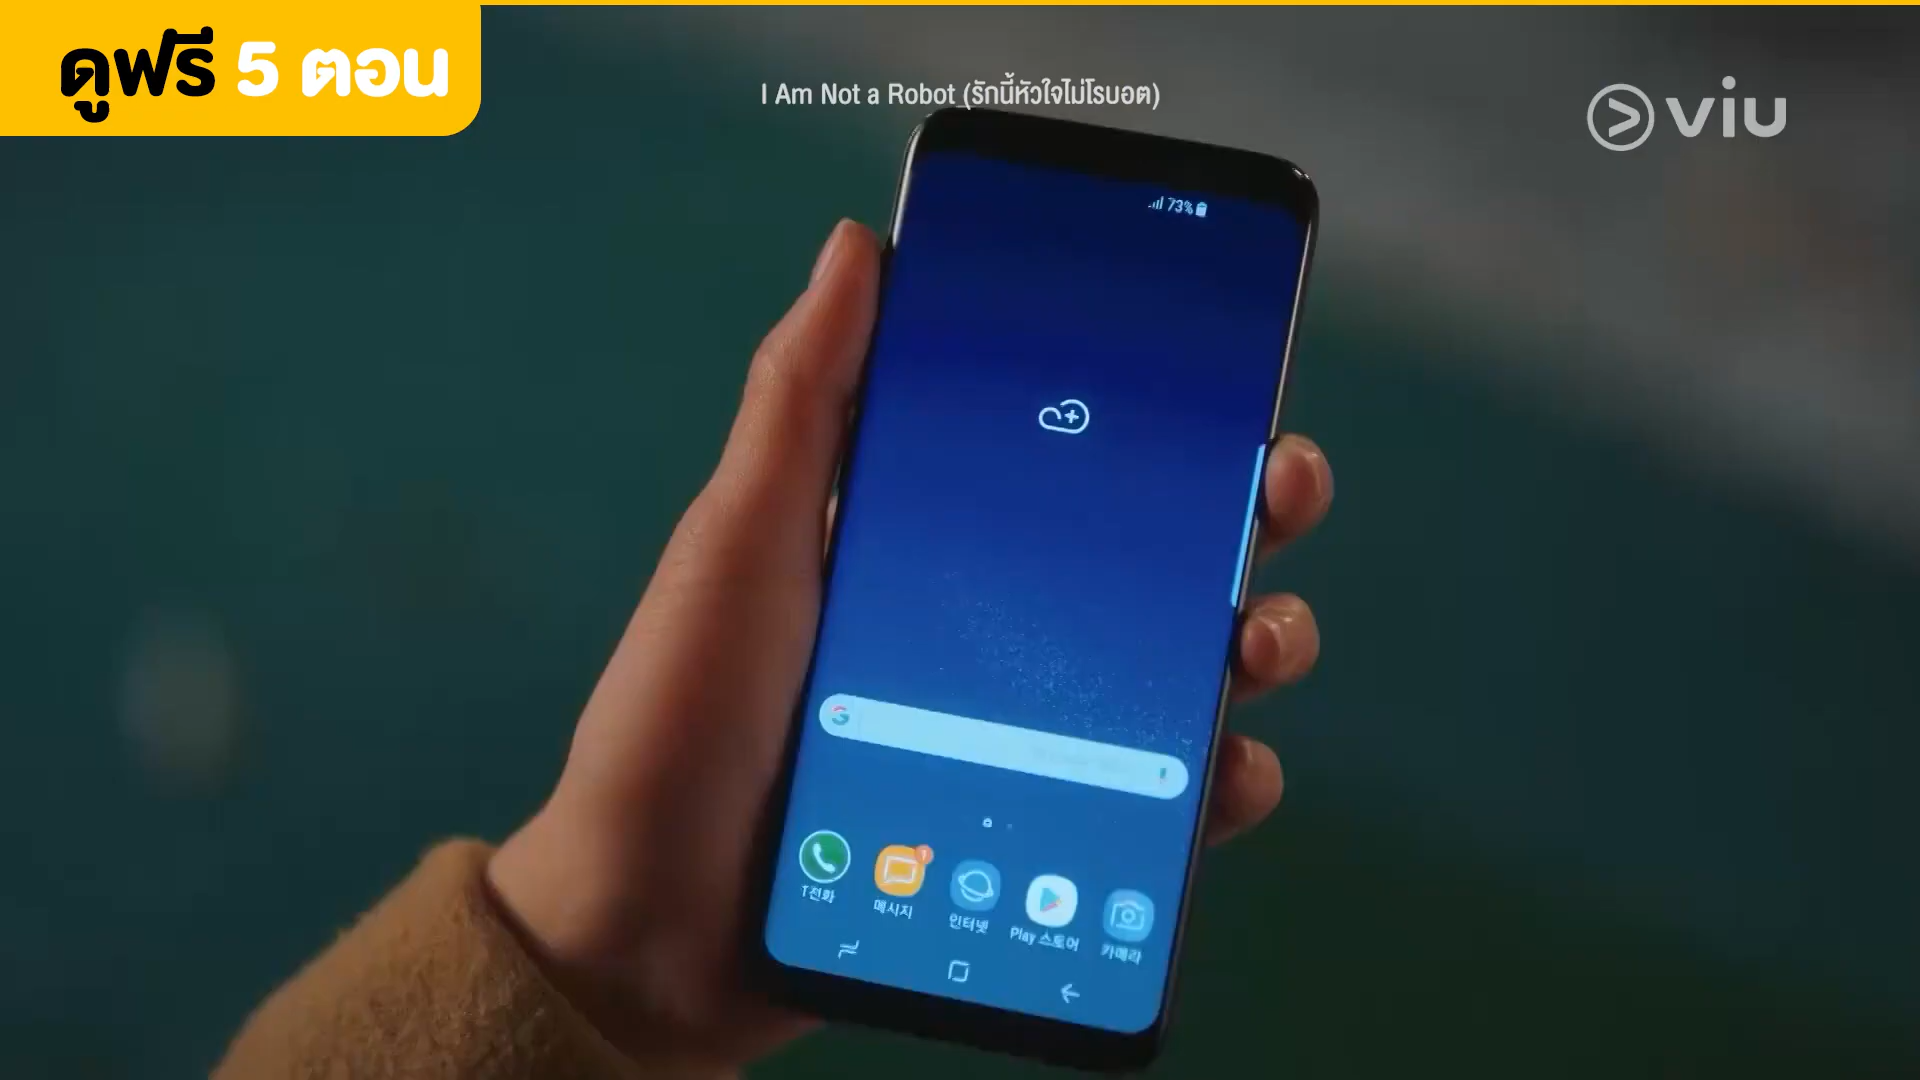 ดูฟรี 5 ตอน
I Am Not a Robot (รักนี้หัวใจไม่โรบอต)
viu
73%
1
T전화
메시지
인터넷
Play 스토어
카메라